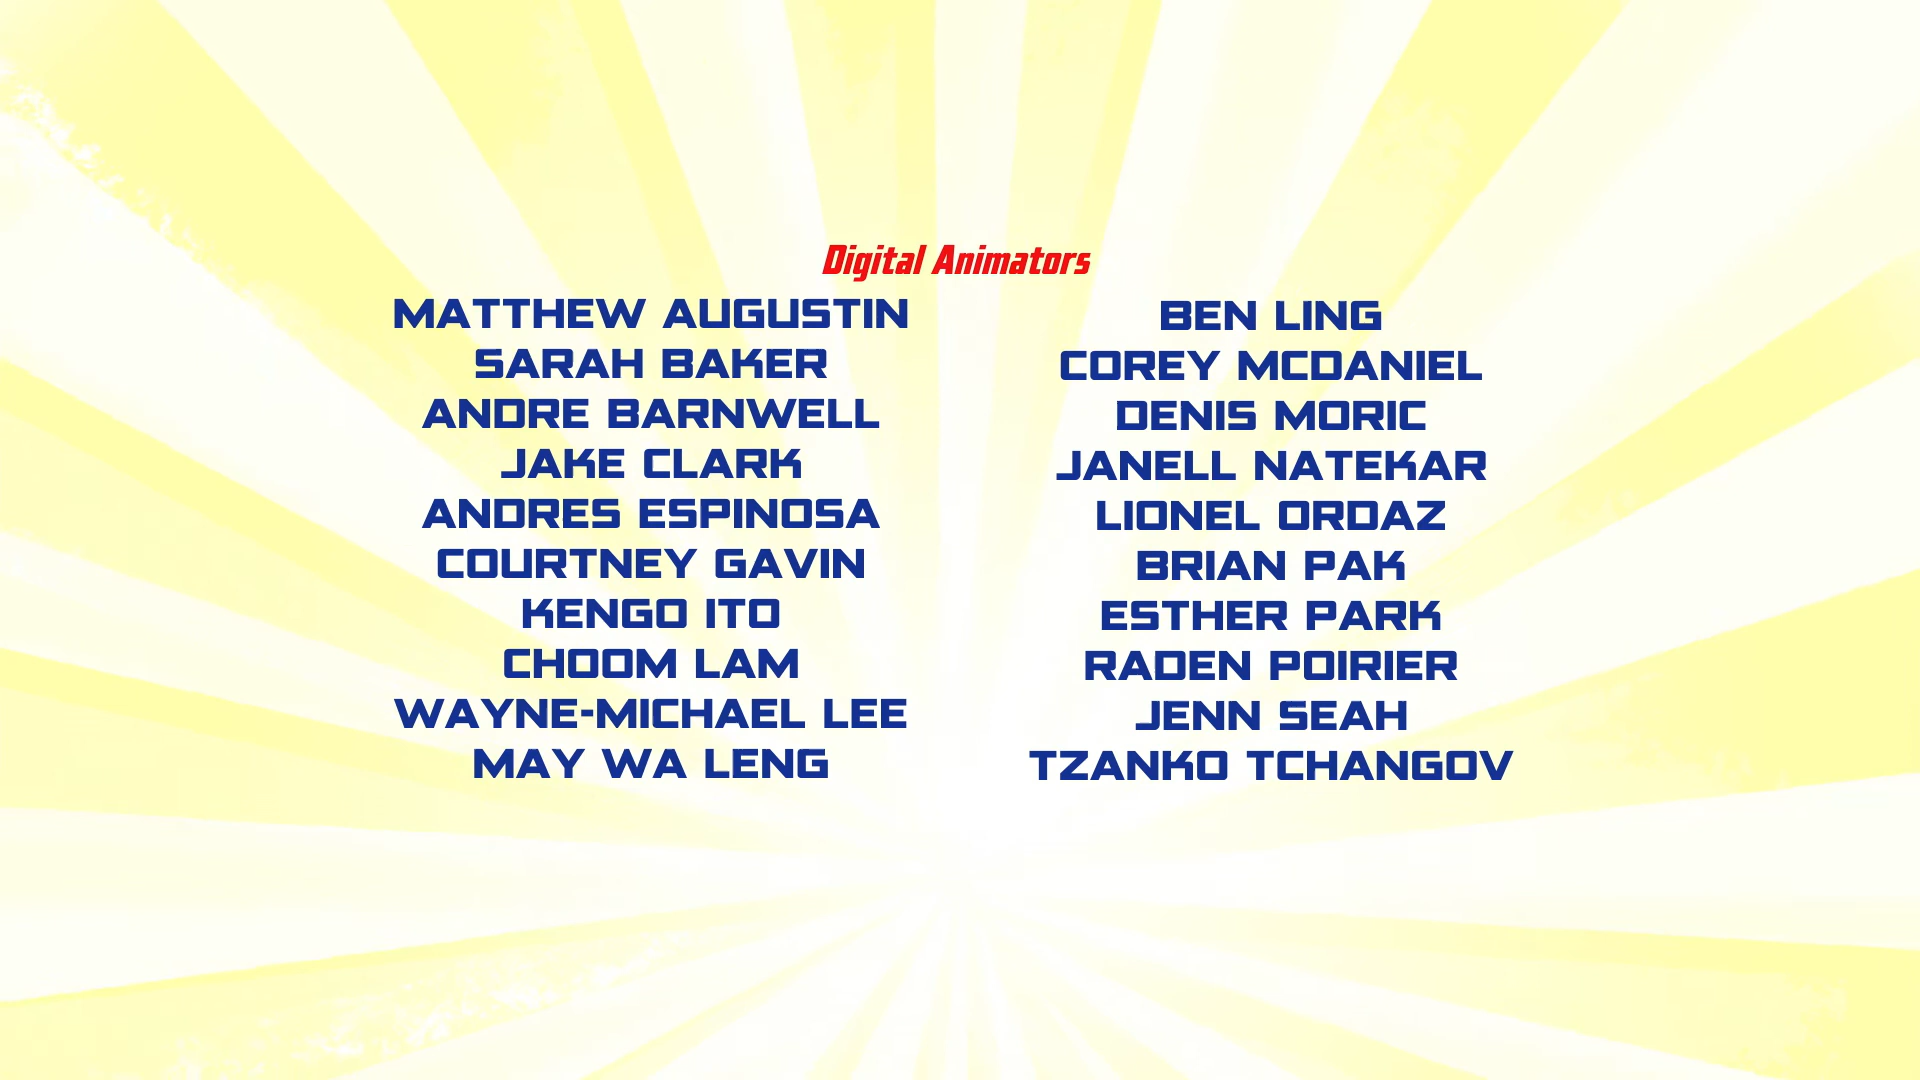 Digital Animators
MATTHEW AUGUSTIN
SARAH BAKER
ANDRE BARNWELL
JAKE CLARK
ANDRES ESPINOSA
COURTNEY GAVIN
KENGO ITO
CHOOM LAM
WAYNE-MICHAEL LEE
MAY WA LENG
BEN LING
COREY MCDANIEL
DENIS MORIC
JANELL NATEKAR
LIONEL ORDAZ
BRIAN PAK
ESTHER PARK
RADEN POIRIER
JENN SEAH
TZANKO TCHANGOV